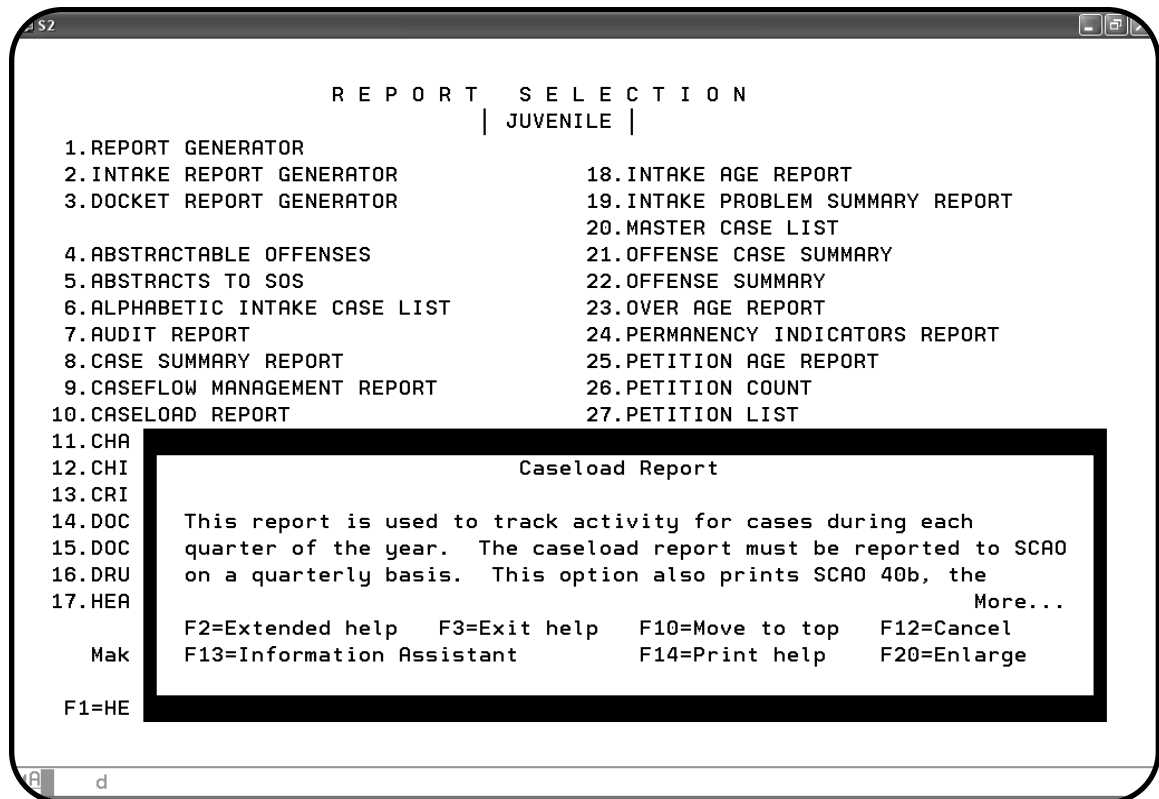 S2
R E P O R T   S E L E C T I O N
| JUVENILE |
1.REPORT GENERATOR
2.INTAKE REPORT GENERATOR   18.INTAKE AGE REPORT
3.DOCKET REPORT GENERATOR   19.INTAKE PROBLEM SUMMARY REPORT
20.MASTER CASE LIST
4.ABSTRACTABLE OFFENSES   21.OFFENSE CASE SUMMARY
5.ABSTRACTS TO SOS   22.OFFENSE SUMMARY
6.ALPHABETIC INTAKE CASE LIST   23.OVER AGE REPORT
7.AUDIT REPORT   24.PERMANENCY INDICATORS REPORT
8.CASE SUMMARY REPORT   25.PETITION AGE REPORT
9.CASEFLOW MANAGEMENT REPORT   26.PETITION COUNT
10.CASELOAD REPORT   27.PETITION LIST
11.CHA
12.CHI   Caseload Report
13.CRI
14.DOC   This report is used to track activity for cases during each
15.DOC   quarter of the year.  The caseload report must be reported to SCAO
16.DRU   on a quarterly basis.  This option also prints SCAO 40b, the
17.HEA   More...
F2=Extended help   F3=Exit help   F10=Move to top   F12=Cancel
Mak   F13=Information Assistant   F14=Print help   F20=Enlarge
F1=HE
d